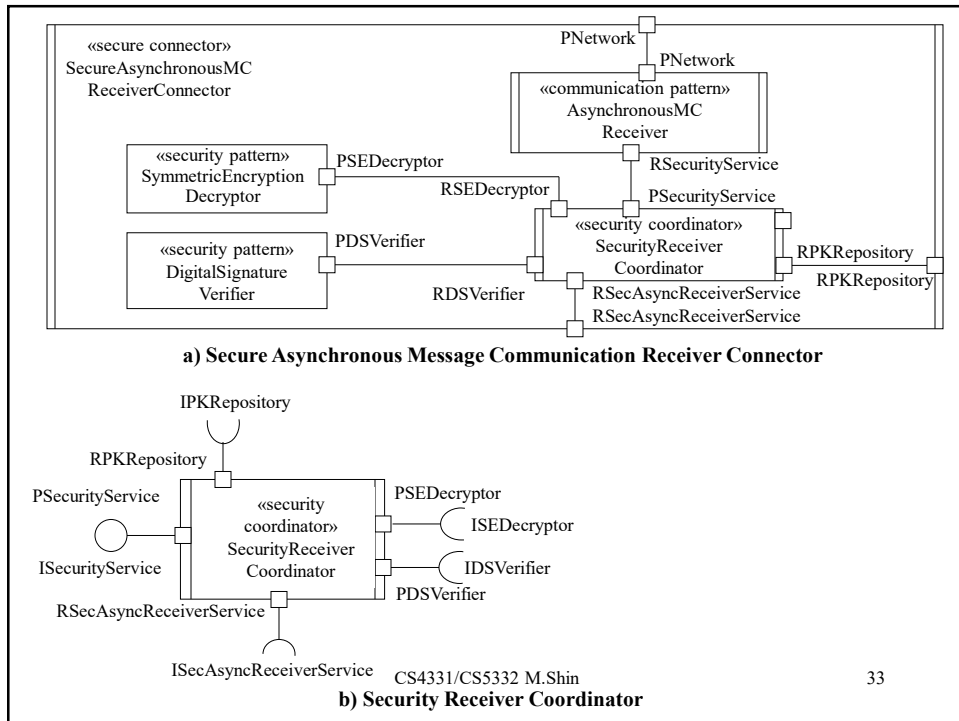 PNetwork
«secure connector»
SecureAsynchronousMC
ReceiverConnector
PNetwork
«communication pattern»
AsynchronousMC
Receiver
RSecurityService
«security pattern»
SymmetricEncryption
Decryptor
PSEDecryptor
RSEDecryptor
PSecurityService
«security coordinator»
SecurityReceiver
Coordinator
«security pattern»
DigitalSignature
Verifier
PDSVerifier
RDSVerifier
RPKRepository
RPKRepository
RSecAsyncReceiverService
RSecAsyncReceiverService
a) Secure Asynchronous Message Communication Receiver Connector
IPKRepository
RPKRepository
PSecurityService
ISecurityService
«security
coordinator»
SecurityReceiver
Coordinator
PSEDecryptor
ISEDecryptor
IDSVerifier
PDSVerifier
RSecAsyncReceiverService
ISecAsyncReceiverService
CS4331/CS5332 M.Shin
33
b) Security Receiver Coordinator